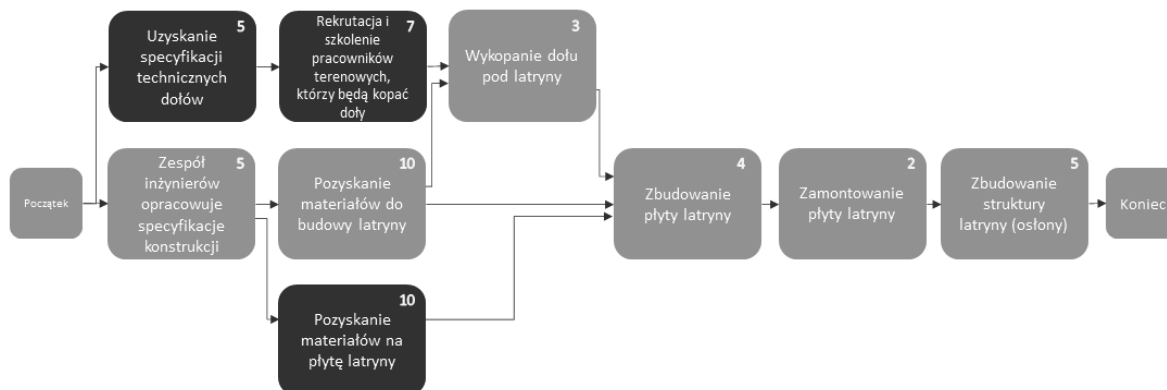 5
Uzyskanie
specyfikacji
technicznych
dołów
7
Rekrutacja i
szkolenie
pracowników
terenowych,
którzy będą kopać
doły
3
Wykopanie dołu
pod latryny
Początek
5
Zespół
inżynierów
opracowuje
specyfikacje
konstrukcji
10
Pozyskanie
materiałów do
budowy latryny
4
Zbudowanie
płyty latryny
2
Zamontowanie
płyty latryny
5
Zbudowanie
struktury
latryny (osłony)
Koniec
10
Pozyskanie
materiałów na
płytę latryny